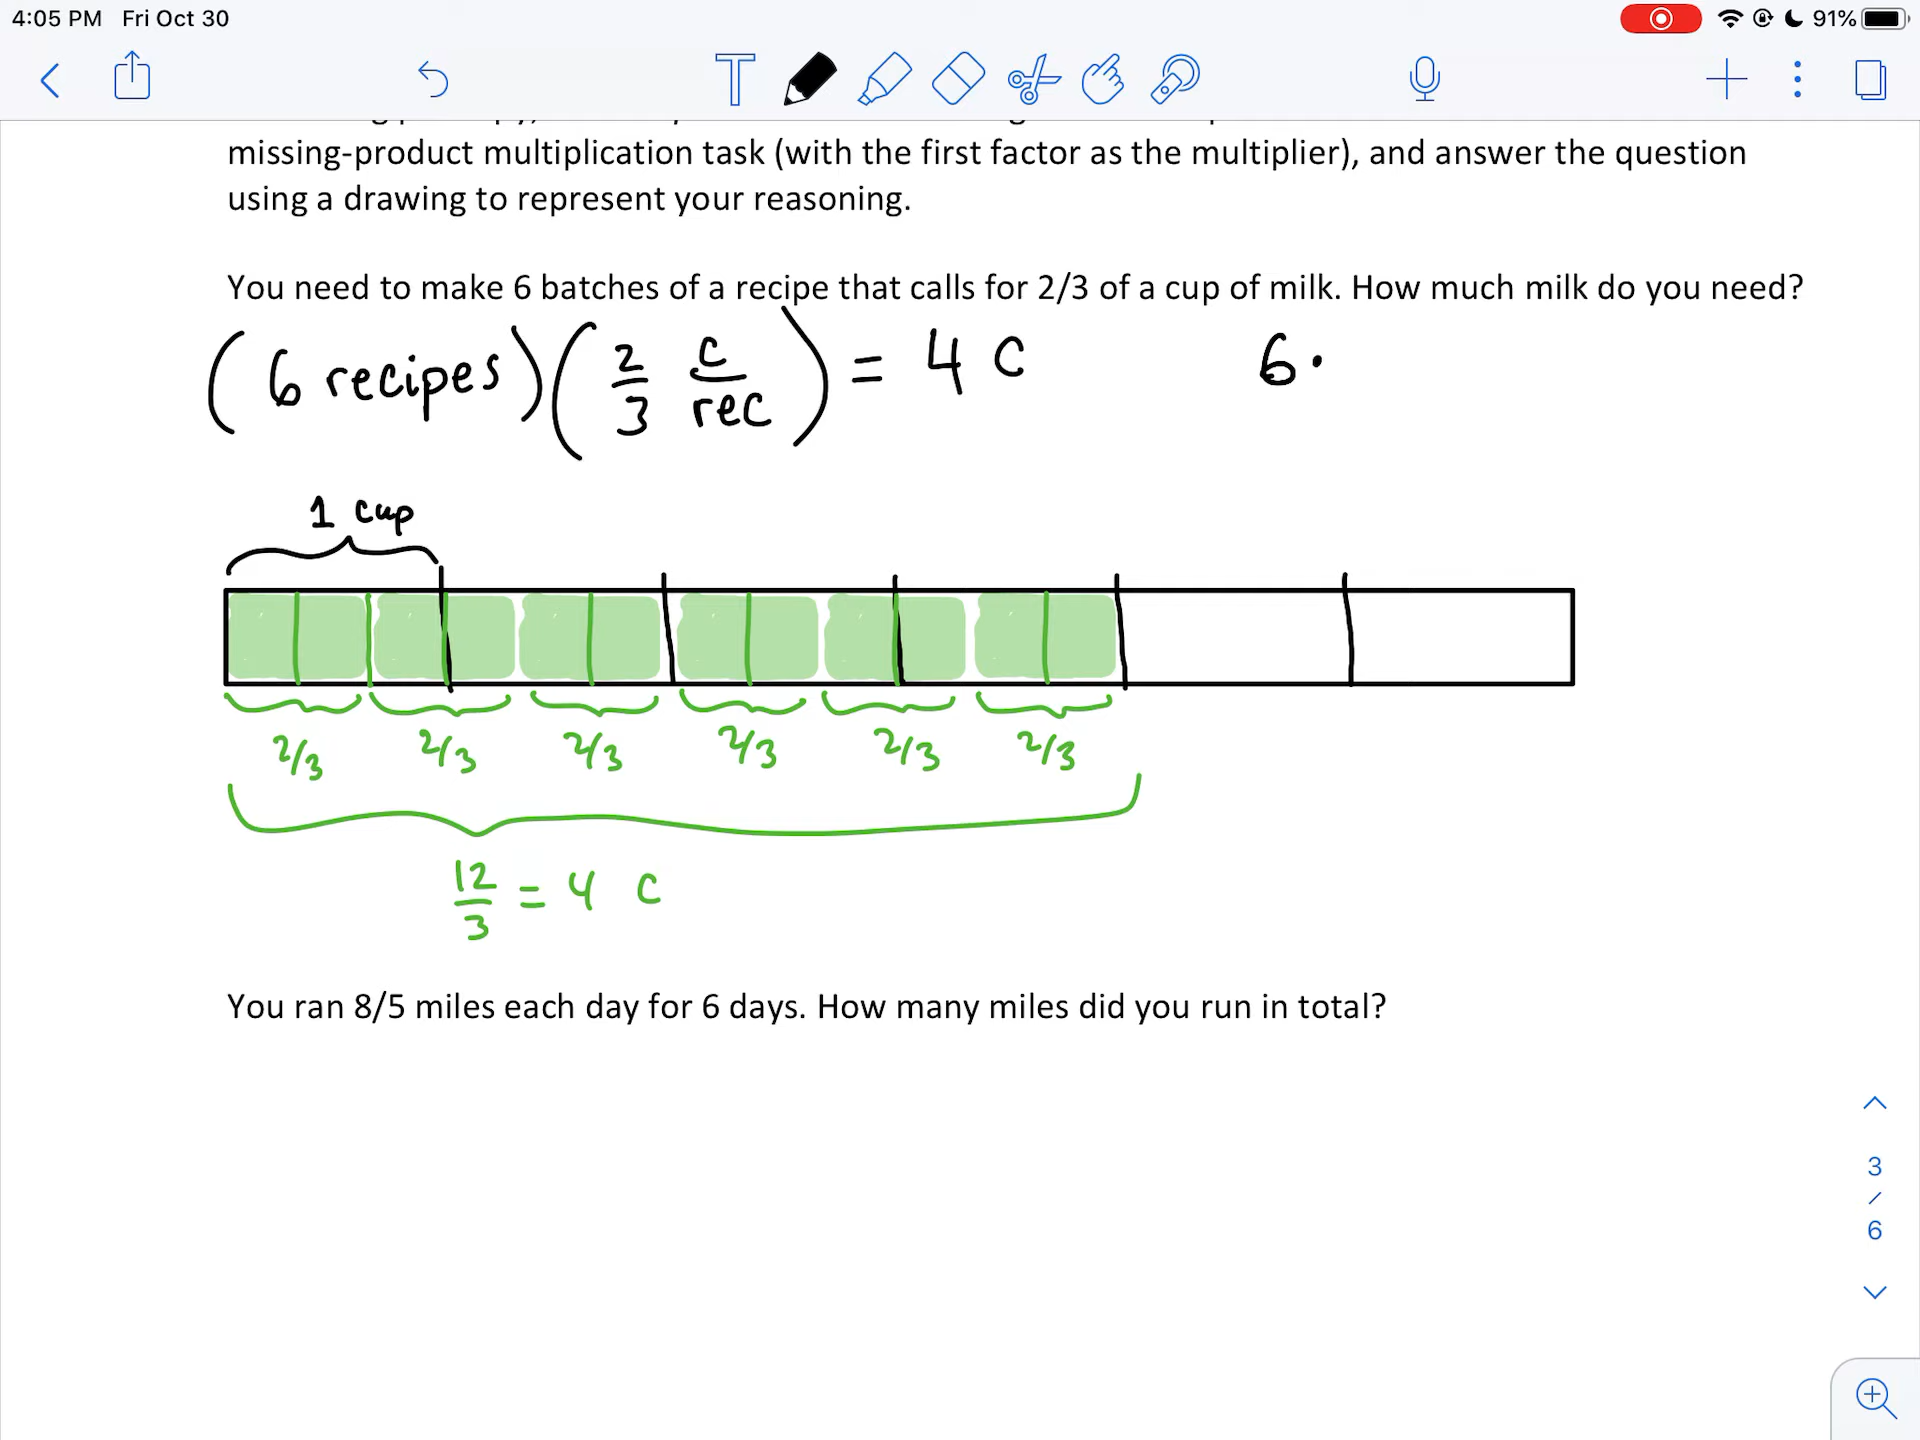 4:05 PM Fri Oct 30 91%
missing-product multiplication task (with the first factor as the multiplier), and answer the question
using a drawing to represent your reasoning.
You need to make 6 batches of a recipe that calls for 2/3 of a cup of milk. How much milk do you need?
(6 recipes)(2/3 c/rec) = 4 C 6 ·
1 cup
2/3 2/3 2/3 2/3 2/3 2/3
12/3 = 4 C
You ran 8/5 miles each day for 6 days. How many miles did you run in total?
3
/
6